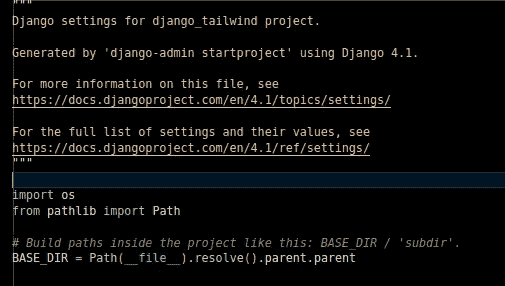 """
Django settings for django_tailwind project.
Generated by 'django-admin startproject' using Django 4.1.
For more information on this file, see
https://docs.djangoproject.com/en/4.1/topics/settings/
For the full list of settings and their values, see
https://docs.djangoproject.com/en/4.1/ref/settings/
"""
import os
from pathlib import Path
# Build paths inside the project like this: BASE_DIR / 'subdir'.
BASE_DIR = Path(__file__).resolve().parent.parent